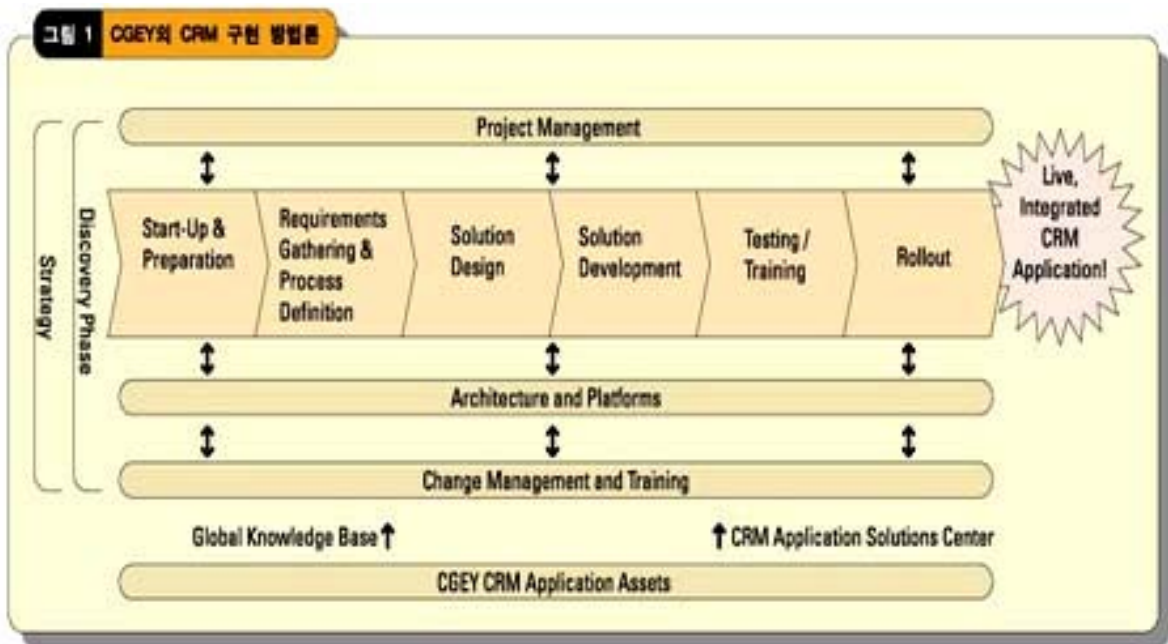 그림 1 CGEY의 CRM 구현 방법론
Project Management
Strategy
Discovery Phase
Start-Up &
Preparation
Requirements
Gathering &
Process
Definition
Solution
Design
Solution
Development
Testing /
Training
Rollout
Live,
Integrated
CRM
Application!
Architecture and Platforms
Change Management and Training
Global Knowledge Base
CRM Application Solutions Center
CGEY CRM Application Assets